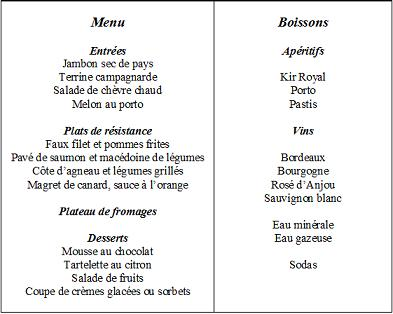 Menu
Entrées
Jambon sec de pays
Terrine campagnarde
Salade de chèvre chaud
Melon au porto
Plats de résistance
Faux filet et pommes frites
Pavé de saumon et macédoine de légumes
Côte d’agneau et légumes grillés
Magret de canard, sauce à l’orange
Plateau de fromages
Desserts
Mousse au chocolat
Tartelette au citron
Salade de fruits
Coupe de crèmes glacées ou sorbets
Boissons
Apéritifs
Kir Royal
Porto
Pastis
Vins
Bordeaux
Bourgogne
Rosé d’Anjou
Sauvignon blanc
Eau minérale
Eau gazeuse
Sodas